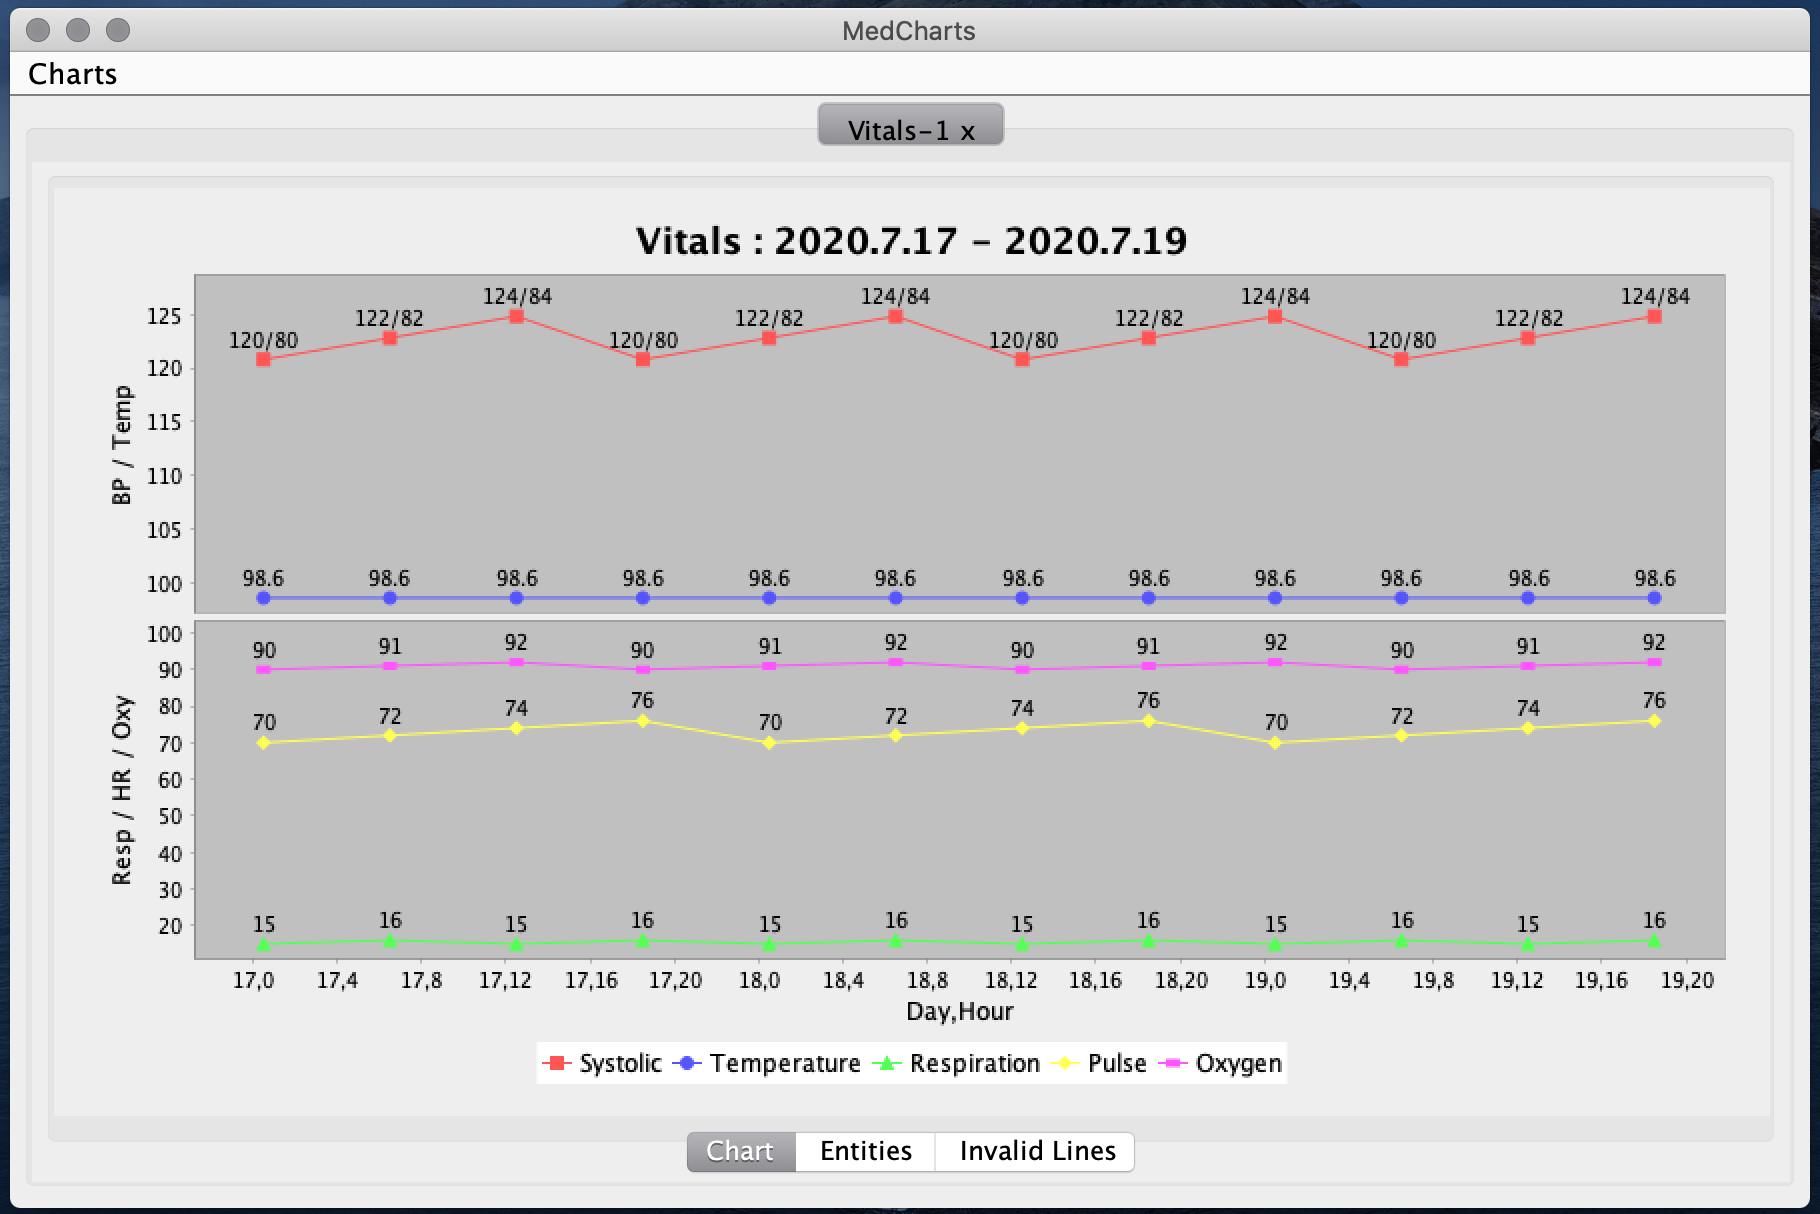 MedCharts
Charts
Vitals-1 x
Vitals : 2020.7.17 - 2020.7.19
BP / Temp
125
120
115
110
105
100
120/80 122/82 124/84 120/80 122/82 124/84 120/80 122/82 124/84 120/80 122/82 124/84
98.6 98.6 98.6 98.6 98.6 98.6 98.6 98.6 98.6 98.6 98.6 98.6
Resp / HR / Oxy
100
90
80
70
60
50
40
30
20
90 91 92 90 91 92 90 91 92 90 91 92
70 72 74 76 70 72 74 76 70 72 74 76
15 16 15 16 15 16 15 16 15 16 15 16
17,0 17,4 17,8 17,12 17,16 17,20 18,0 18,4 18,8 18,12 18,16 18,20 19,0 19,4 19,8 19,12 19,16 19,20
Day,Hour
Systolic Temperature Respiration Pulse Oxygen
Chart Entities Invalid Lines